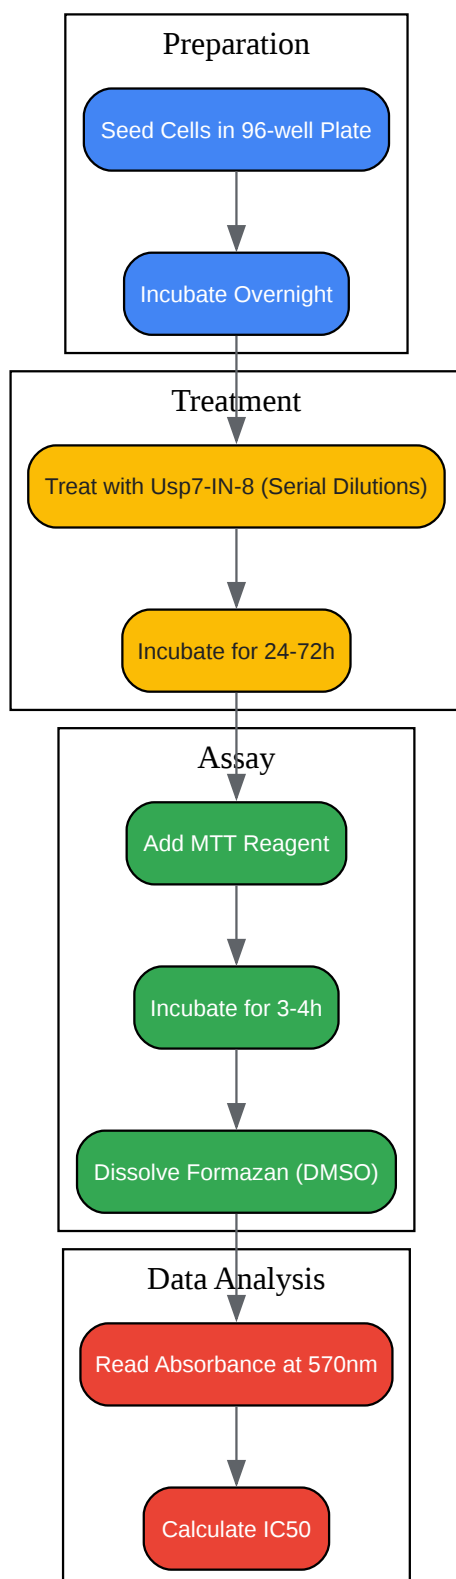 Preparation
Seed Cells in 96-well Plate
Incubate Overnight
Treatment
Treat with Usp7-IN-8 (Serial Dilutions)
Incubate for 24-72h
Assay
Add MTT Reagent
Incubate for 3-4h
Dissolve Formazan (DMSO)
Data Analysis
Read Absorbance at 570nm
Calculate IC50